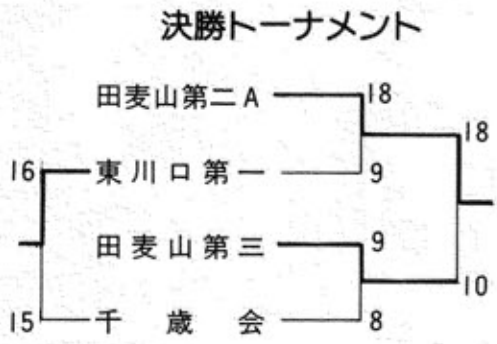 決勝トーナメント
田麦山第二A 18
18
16 東川口第一 9
田麦山第三 9
10
15 千歳会 8